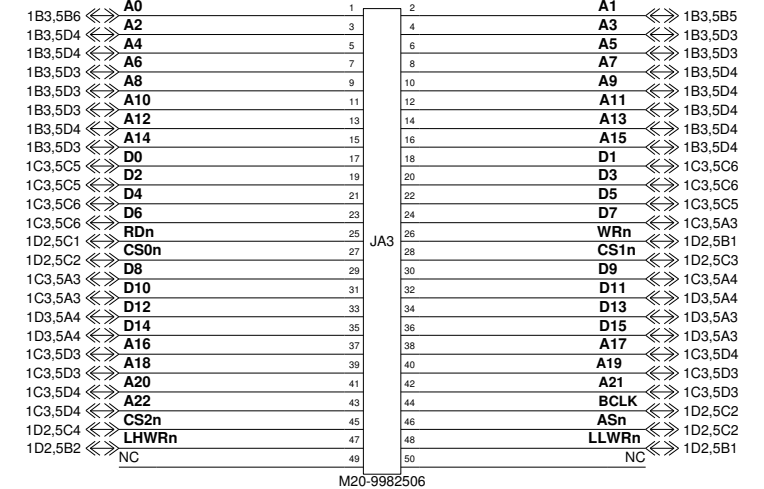 1B3,5B6 A0 1 2 A1 1B3,5B5
1B3,5D4 A2 3 4 A3 1B3,5D3
1B3,5D4 A4 5 6 A5 1B3,5D3
1B3,5D3 A6 7 8 A7 1B3,5D4
1B3,5D3 A8 9 10 A9 1B3,5D4
1B3,5D3 A10 11 12 A11 1B3,5D4
1B3,5D4 A12 13 14 A13 1B3,5D4
1B3,5D3 A14 15 16 A15 1B3,5D4
1C3,5C5 D0 17 18 D1 1C3,5C6
1C3,5C5 D2 19 20 D3 1C3,5C6
1C3,5C6 D4 21 22 D5 1C3,5C5
1C3,5C6 D6 23 24 D7 1C3,5A3
1D2,5C1 RDn 25 JA3 26 WRn 1D2,5B1
1D2,5C2 CS0n 27 28 CS1n 1D2,5C3
1C3,5A3 D8 29 30 D9 1C3,5A4
1C3,5A3 D10 31 32 D11 1D3,5A4
1D3,5A4 D12 33 34 D13 1D3,5A3
1D3,5A4 D14 35 36 D15 1D3,5A3
1C3,5D3 A16 37 38 A17 1C3,5D4
1C3,5D3 A18 39 40 A19 1C3,5D3
1C3,5D4 A20 41 42 A21 1C3,5D3
1C3,5D4 A22 43 44 BCLK 1D2,5C2
1D2,5C4 CS2n 45 46 ASn 1D2,5C2
1D2,5B2 LHWRn 47 48 LLWRn 1D2,5B1
NC 49 50 NC
M20-9982506